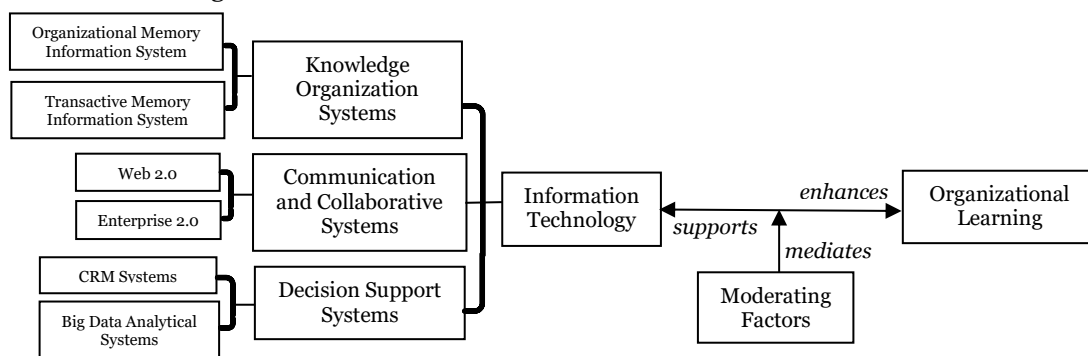 Organizational Memory
Information System
Transactive Memory
Information System
Knowledge
Organization
Systems
Web 2.0
Enterprise 2.0
Communication
and Collaborative
Systems
CRM Systems
Big Data Analytical
Systems
Decision Support
Systems
Information
Technology
enhances
supports
mediates
Moderating
Factors
Organizational
Learning